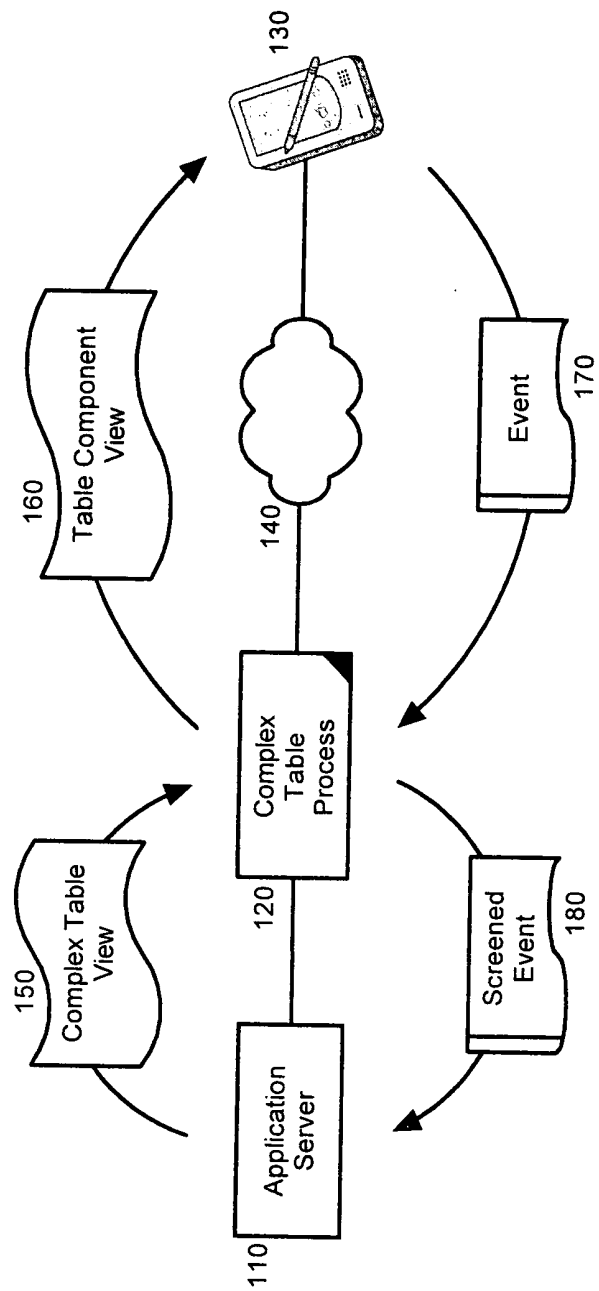 150
Complex Table
View
160
Table Component
View
110
Application
Server
120
Complex
Table
Process
140
130
Screened
Event
180
Event
170